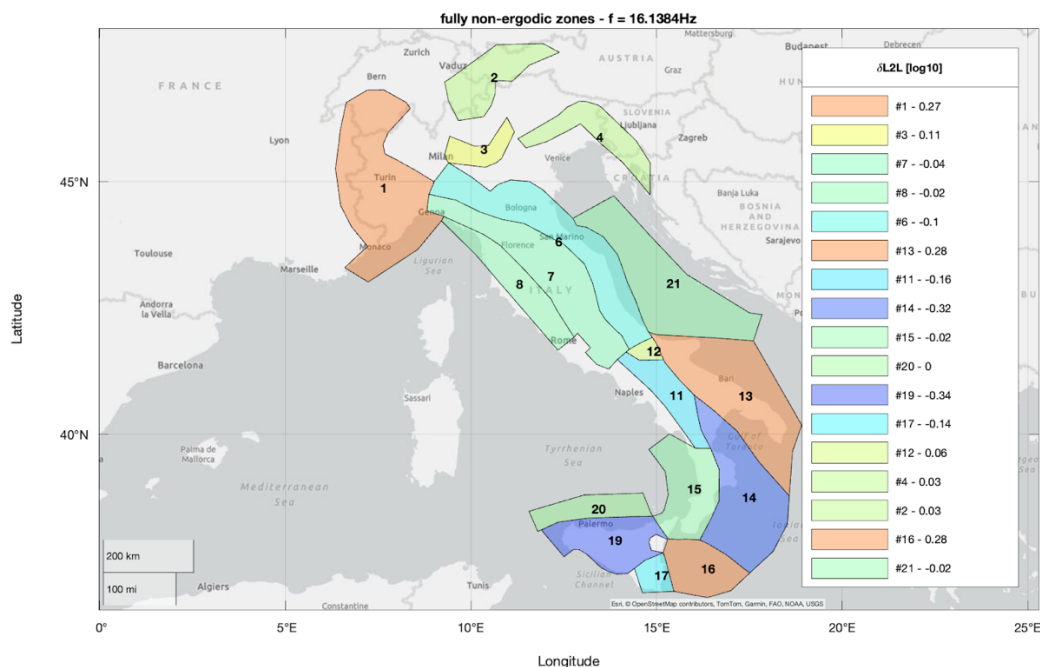 fully non-ergodic zones - f = 16.1384Hz
Mattersburg
Budapest
Debrecen
Zurich
Vaduz
AUSTRIA
Graz
Bern
FRANCE
2
SLOVENIA
Ljubljana
Zagreb
Lyon
Milan
3
4
Venice
CROATIA
45°N
Turin
1
Banja Luka
BOSNIA
AND
HERZEGOVINA
Genoa
Bologna
San Marino
6
Sarajevo
Toulouse
Monaco
Florence
Marseille
Ligurian
Sea
7
8
ITALY
21
Andorra
la Vella
Rome
12
Barcelona
Bari
Naples
11
13
Sassari
40°N
Palma de
Mallorca
Tyrrhenian
Sea
Gulf of
Taranto
Mediterranean
Sea
15
14
20
Palermo
19
Ionian
Sea
200 km
100 mi
Sicilian
Channel
17
16
Algiers
Tunis
Constantine
Esri, © OpenStreetMap contributors, TomTom, Garmin, FAO, NOAA, USGS
0°
5°E
10°E
15°E
20°E
25°E
Longitude
Latitude
δL2L [log10]
#1 - 0.27
#3 - 0.11
#7 - -0.04
#8 - -0.02
#6 - -0.1
#13 - 0.28
#11 - -0.16
#14 - -0.32
#15 - -0.02
#20 - 0
#19 - -0.34
#17 - -0.14
#12 - 0.06
#4 - 0.03
#2 - 0.03
#16 - 0.28
#21 - -0.02